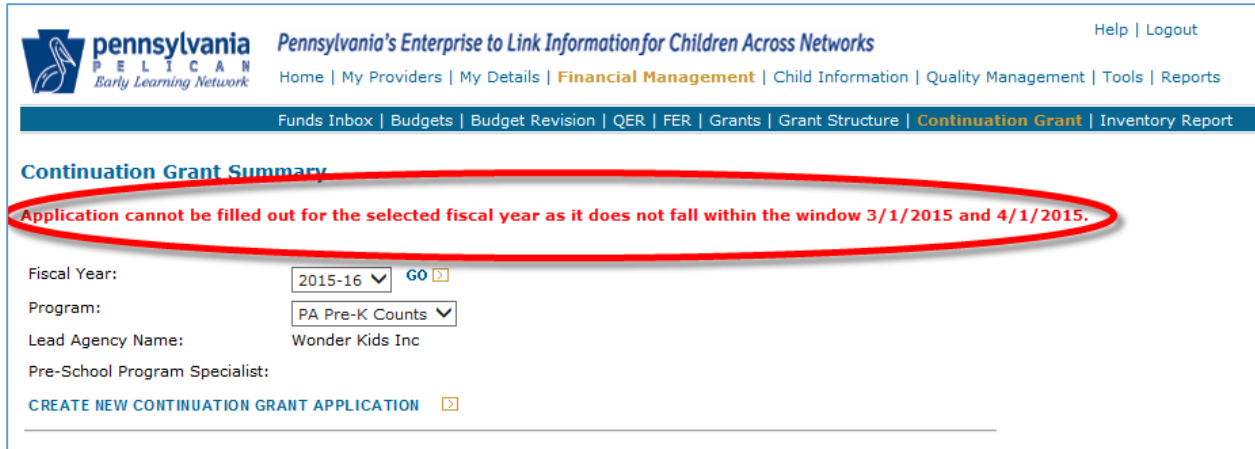 Help | Logout
pennsylvania
PELICAN
Early Learning Network
Pennsylvania's Enterprise to Link Information for Children Across Networks
Home | My Providers | My Details | Financial Management | Child Information | Quality Management | Tools | Reports
Funds Inbox | Budgets | Budget Revision | QER | FER | Grants | Grant Structure | Continuation Grant | Inventory Report
Continuation Grant Summary
Application cannot be filled out for the selected fiscal year as it does not fall within the window 3/1/2015 and 4/1/2015.
Fiscal Year: 2015-16 GO
Program: PA Pre-K Counts
Lead Agency Name: Wonder Kids Inc
Pre-School Program Specialist:
CREATE NEW CONTINUATION GRANT APPLICATION